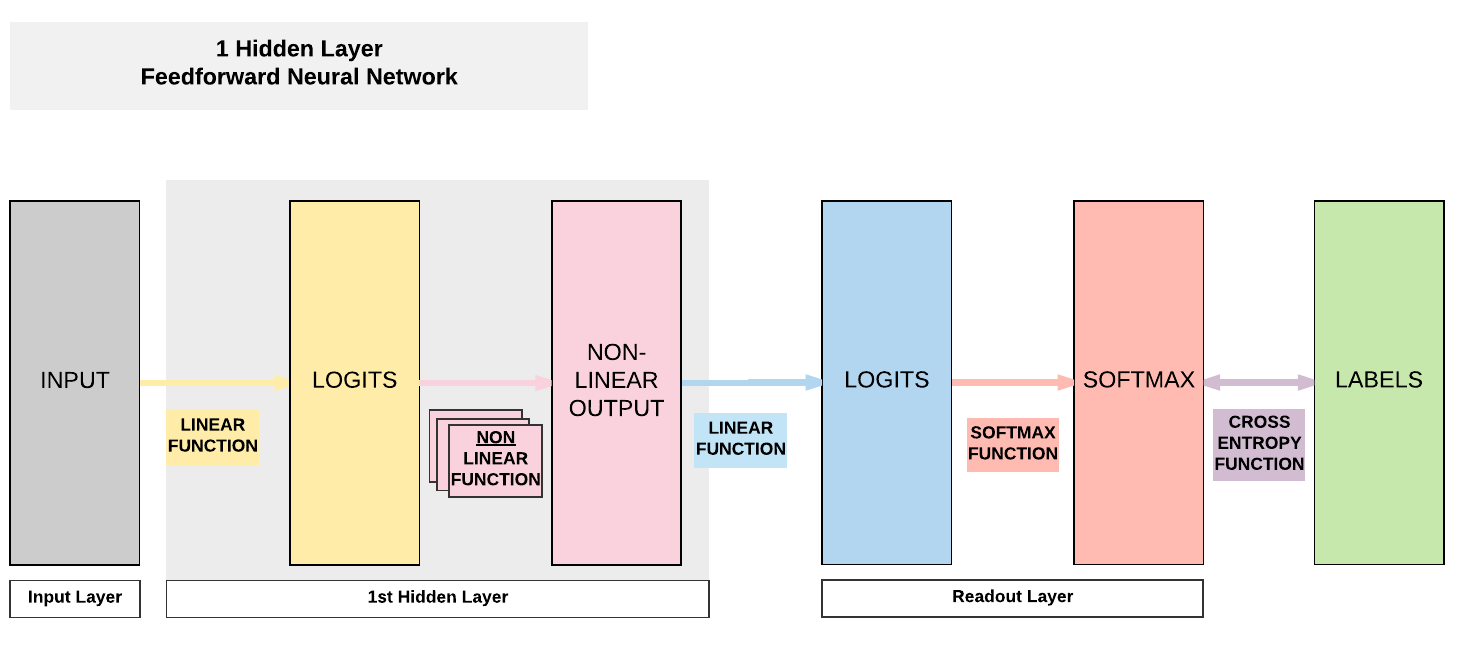 1 Hidden Layer
Feedforward Neural Network
INPUT
LINEAR
FUNCTION
LOGITS
NON
LINEAR
FUNCTION
NON-
LINEAR
OUTPUT
LINEAR
FUNCTION
LOGITS
SOFTMAX
FUNCTION
SOFTMAX
CROSS
ENTROPY
FUNCTION
LABELS
Input Layer
1st Hidden Layer
Readout Layer